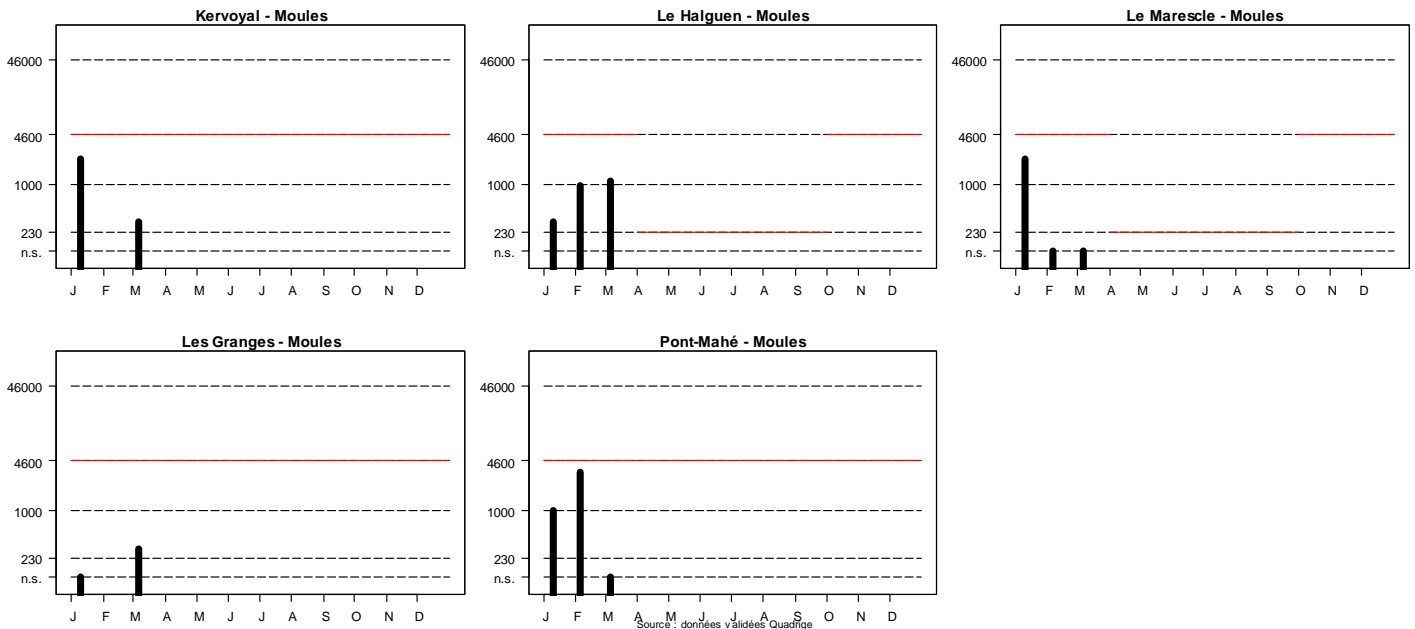 Kervoyal - Moules
46000
4600
1000
230
n.s.
J F M A M J J A S O N D
Le Halguen - Moules
46000
4600
1000
230
n.s.
J F M A M J J A S O N D
Le Marescle - Moules
46000
4600
1000
230
n.s.
J F M A M J J A S O N D
Les Granges - Moules
46000
4600
1000
230
n.s.
J F M A M J J A S O N D
Pont-Mahé - Moules
46000
4600
1000
230
n.s.
J F M A M J J A S O N D
Source : données validées Quadrige